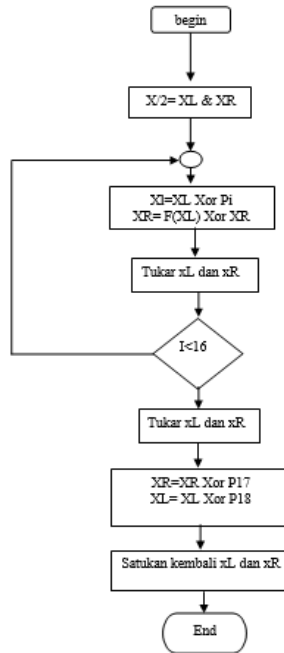 begin
X/2= XL & XR
Xl=XL Xor Pi
XR= F(XL) Xor XR
Tukar xL dan xR
I<16
Tukar xL dan xR
XR=XR Xor P17
XL= XL Xor P18
Satukan kembali xL dan xR
End